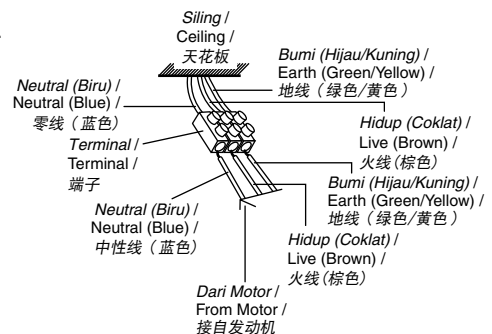 Siling /
Ceiling /
天花板
Bumi (Hijau/Kuning) /
Earth (Green/Yellow) /
地线（绿色/黄色）
Neutral (Biru) /
Neutral (Blue) /
零线（蓝色）
Hidup (Coklat) /
Live (Brown) /
火线(棕色)
Terminal /
Terminal /
端子
Bumi (Hijau/Kuning) /
Earth (Green/Yellow) /
地线（绿色/黄色）
Neutral (Biru) /
Neutral (Blue) /
中性线（蓝色）
Hidup (Coklat) /
Live (Brown) /
火线(棕色)
Dari Motor /
From Motor /
接自发动机